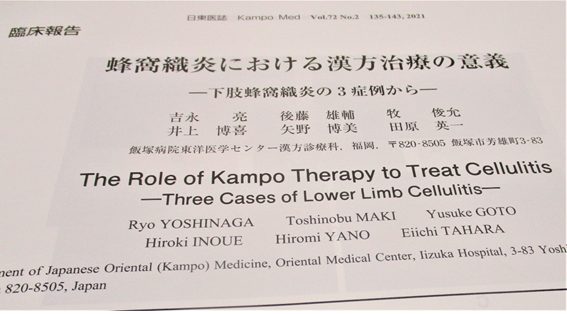 日東医誌 Kampo Med Vol.72 No.2 135-143, 2021
臨床報告
蜂窩織炎における漢方治療の意義
―下肢蜂窩織炎の3症例から―
吉永 亮 後藤 雄輔 牧 俊允
井上 博喜 矢野 博美 田原 英一
飯塚病院東洋医学センター漢方診療科, 福岡, 〒820-8505 飯塚市芳雄町3-83
The Role of Kampo Therapy to Treat Cellulitis
―Three Cases of Lower Limb Cellulitis―
Ryo YOSHINAGA Toshinobu MAKI Yusuke GOTO
Hiroki INOUE Hiromi YANO Eiichi TAHARA
ment of Japanese Oriental (Kampo) Medicine, Oriental Medical Center, Iizuka Hospital, 3-83 Yoshi
820-8505, Japan